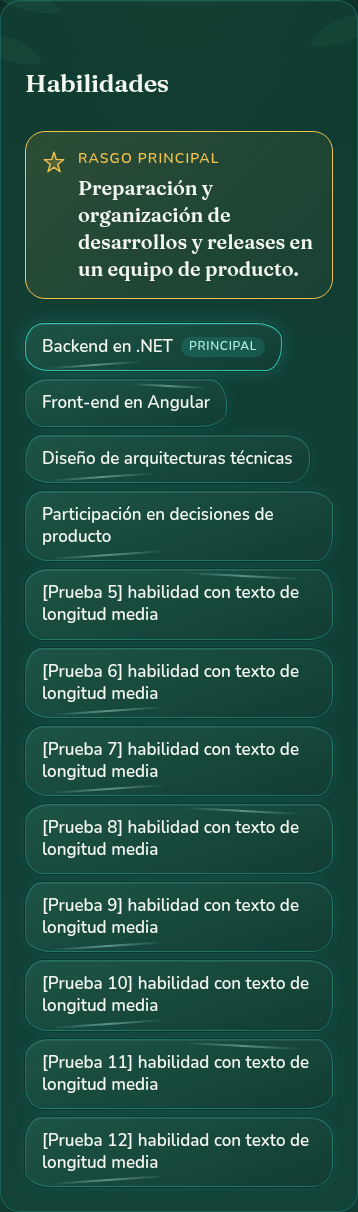 Habilidades
RASGO PRINCIPAL
Preparación y
organización de
desarrollos y releases en
un equipo de producto.
Backend en .NET PRINCIPAL
Front-end en Angular
Diseño de arquitecturas técnicas
Participación en decisiones de
producto
[Prueba 5] habilidad con texto de
longitud media
[Prueba 6] habilidad con texto de
longitud media
[Prueba 7] habilidad con texto de
longitud media
[Prueba 8] habilidad con texto de
longitud media
[Prueba 9] habilidad con texto de
longitud media
[Prueba 10] habilidad con texto de
longitud media
[Prueba 11] habilidad con texto de
longitud media
[Prueba 12] habilidad con texto de
longitud media